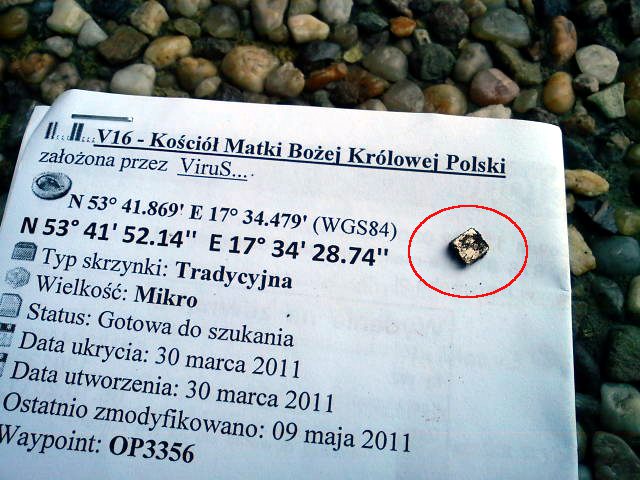 V16 - Kościół Matki Bożej Królowej Polski
założona przez ViruS...
N 53° 41.869' E 17° 34.479' (WGS84)
N 53° 41' 52.14'' E 17° 34' 28.74''
Typ skrzynki: Tradycyjna
Wielkość: Mikro
Status: Gotowa do szukania
Data ukrycia: 30 marca 2011
Data utworzenia: 30 marca 2011
Ostatnio zmodyfikowano: 09 maja 2011
Waypoint: OP3356